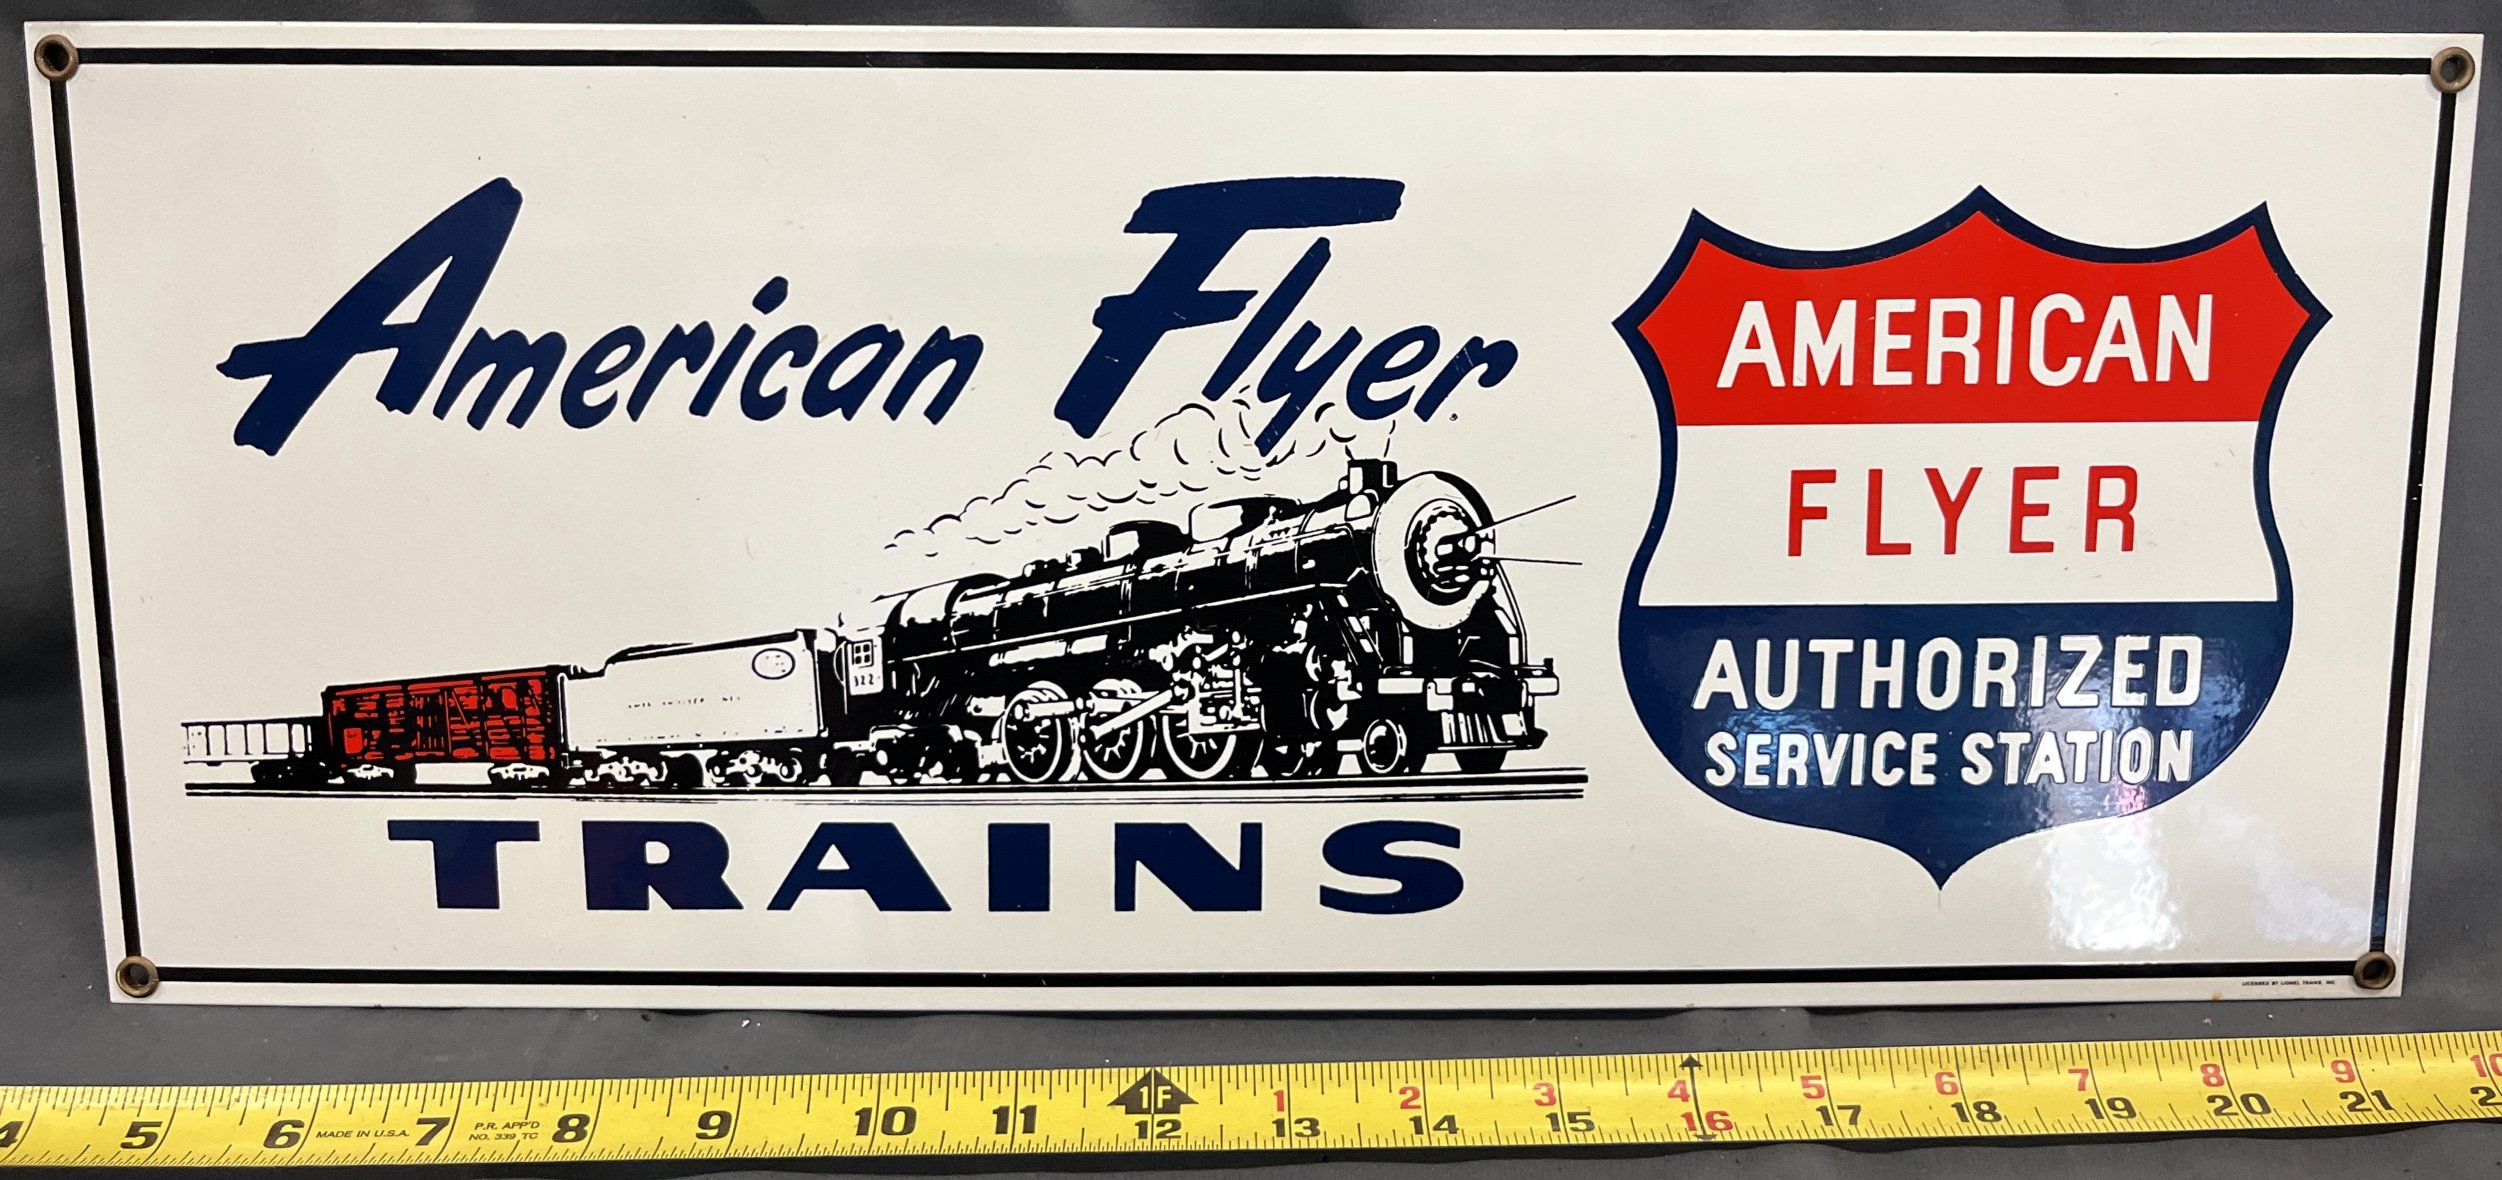 American Flyer
TRAINS
322
AMERICAN
FLYER
AUTHORIZED
SERVICE STATION
LICENSED BY LIONEL TRAINS, INC.
1 2 3 4 5 6 7 8 9 10
4 5 6 MADE IN U.S.A. 7 P.R. APP'D 8 9 10 11 1F 12 13 14 15 16 17 18 19 20 21
NO. 339 TC